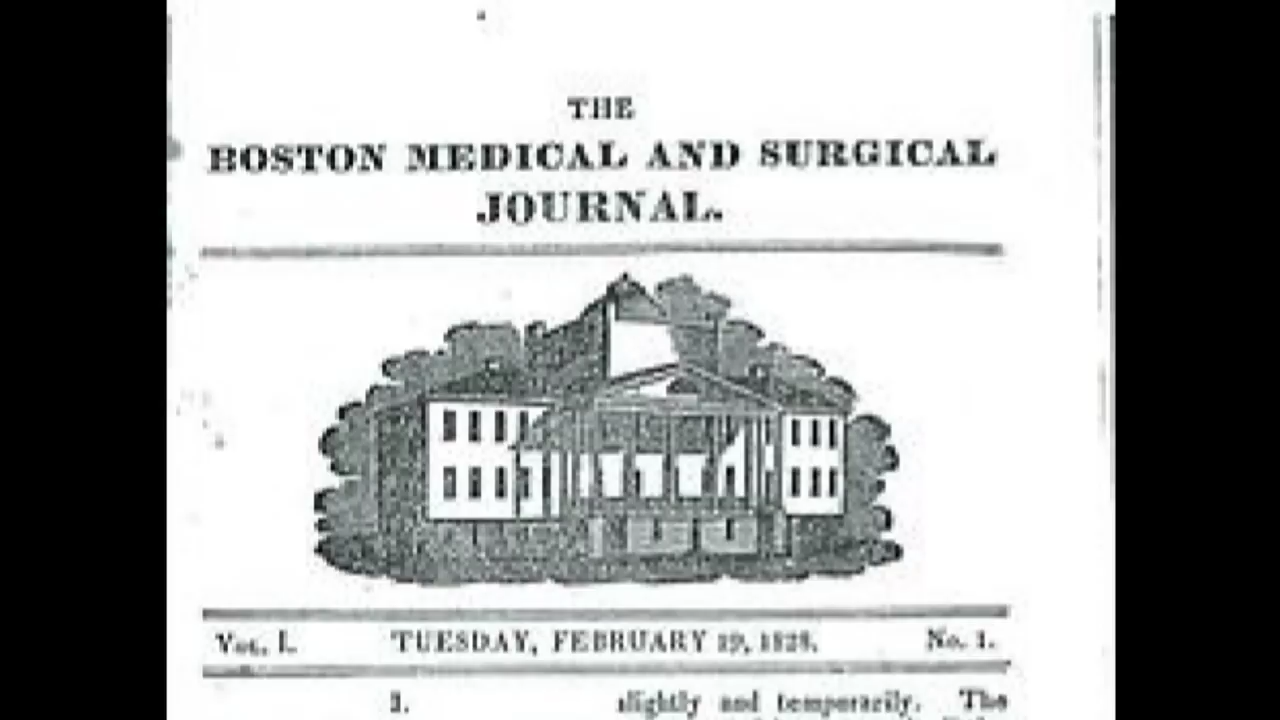 THE
BOSTON MEDICAL AND SURGICAL
JOURNAL.
VOL. I. TUESDAY, FEBRUARY 19, 1828. No. 1.
slightly and temporarily. The